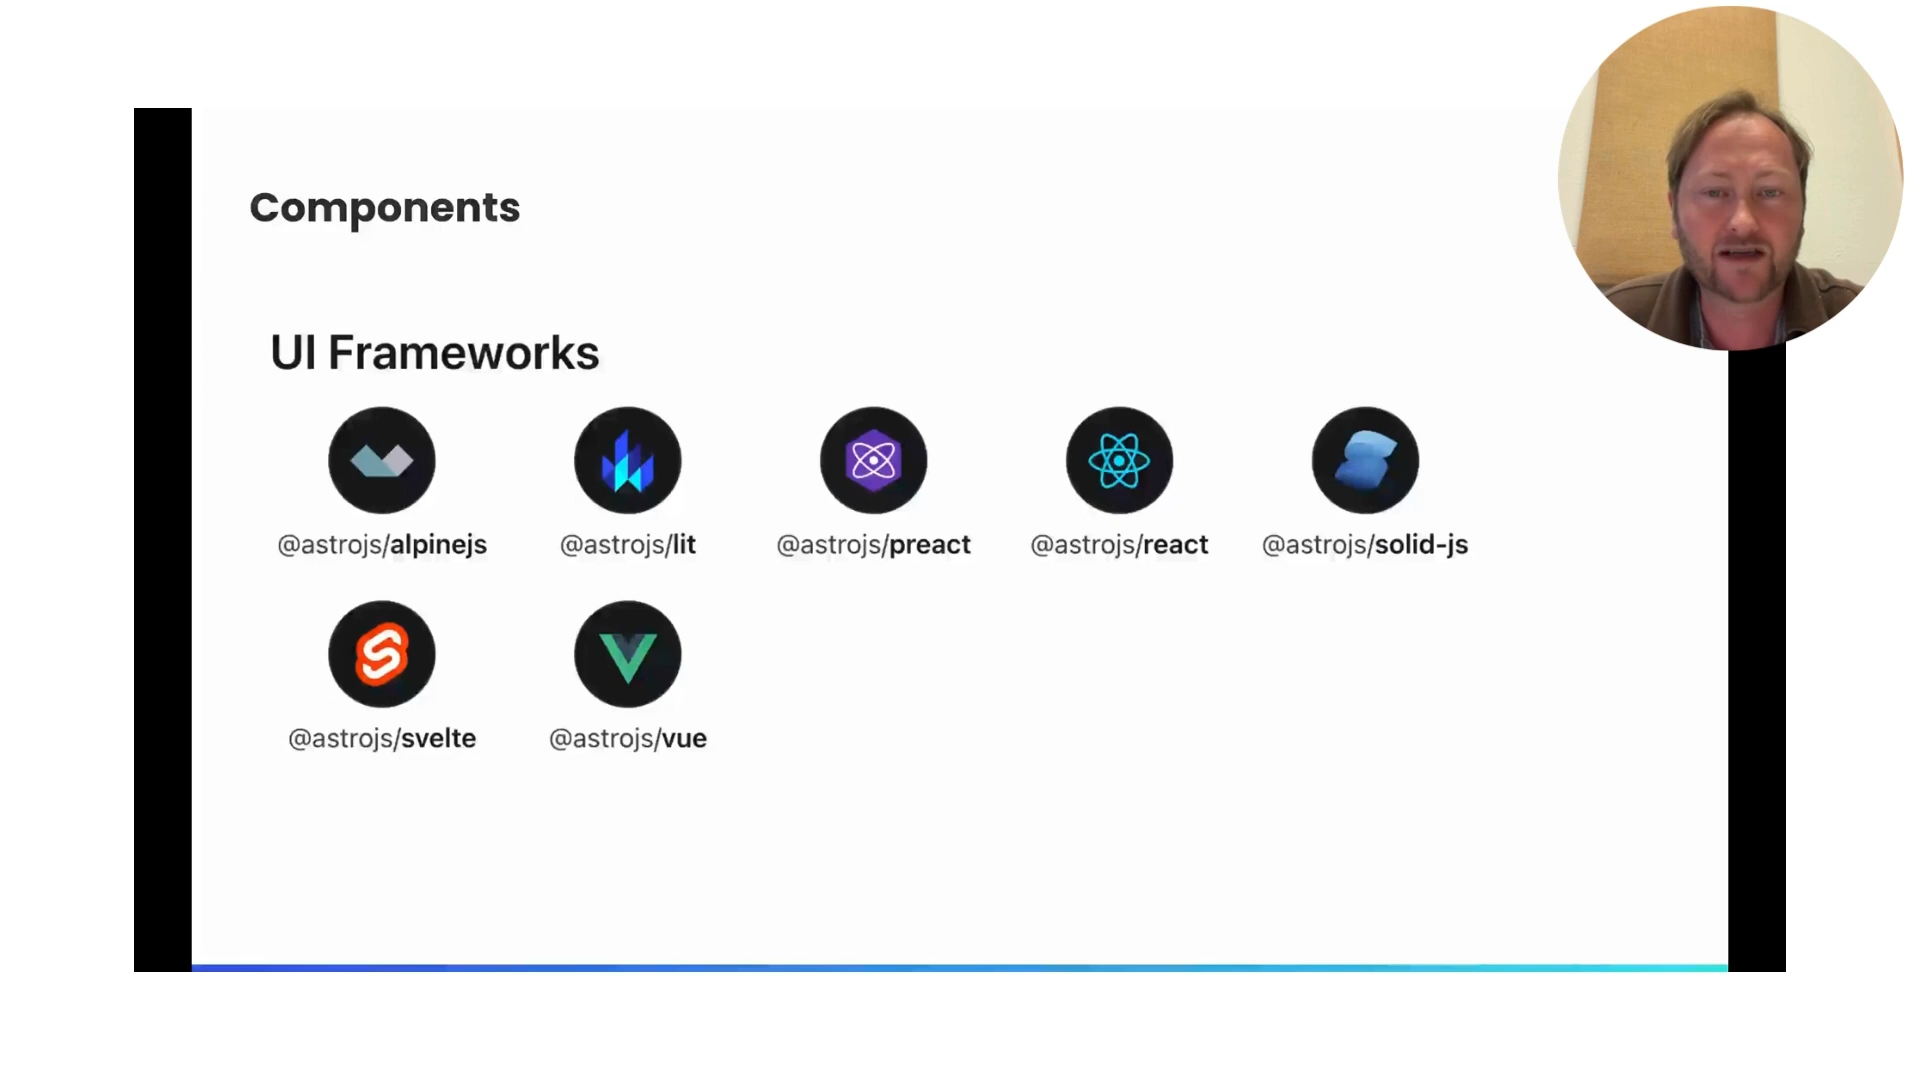 Components
UI Frameworks
@astrojs/alpinejs
@astrojs/lit
@astrojs/preact
@astrojs/react
@astrojs/solid-js
@astrojs/svelte
@astrojs/vue